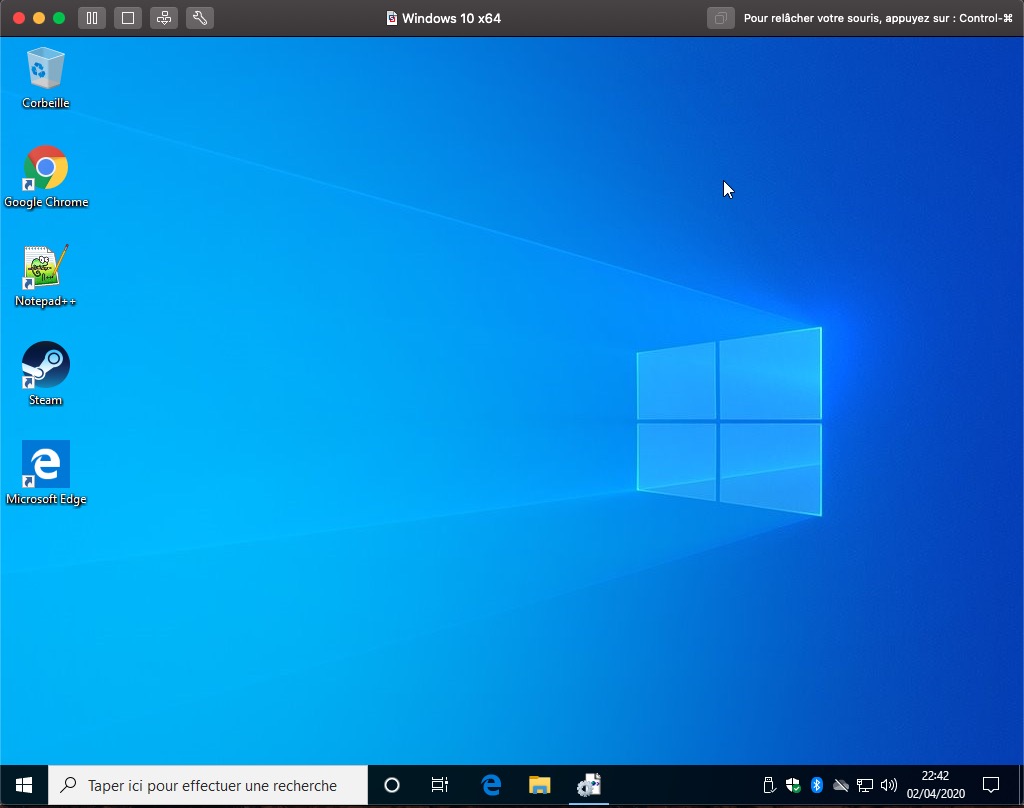 Windows 10 x64
Pour relâcher votre souris, appuyez sur : Control-⌘
Corbeille
Google Chrome
Notepad++
Steam
Microsoft Edge
Taper ici pour effectuer une recherche
22:42
02/04/2020